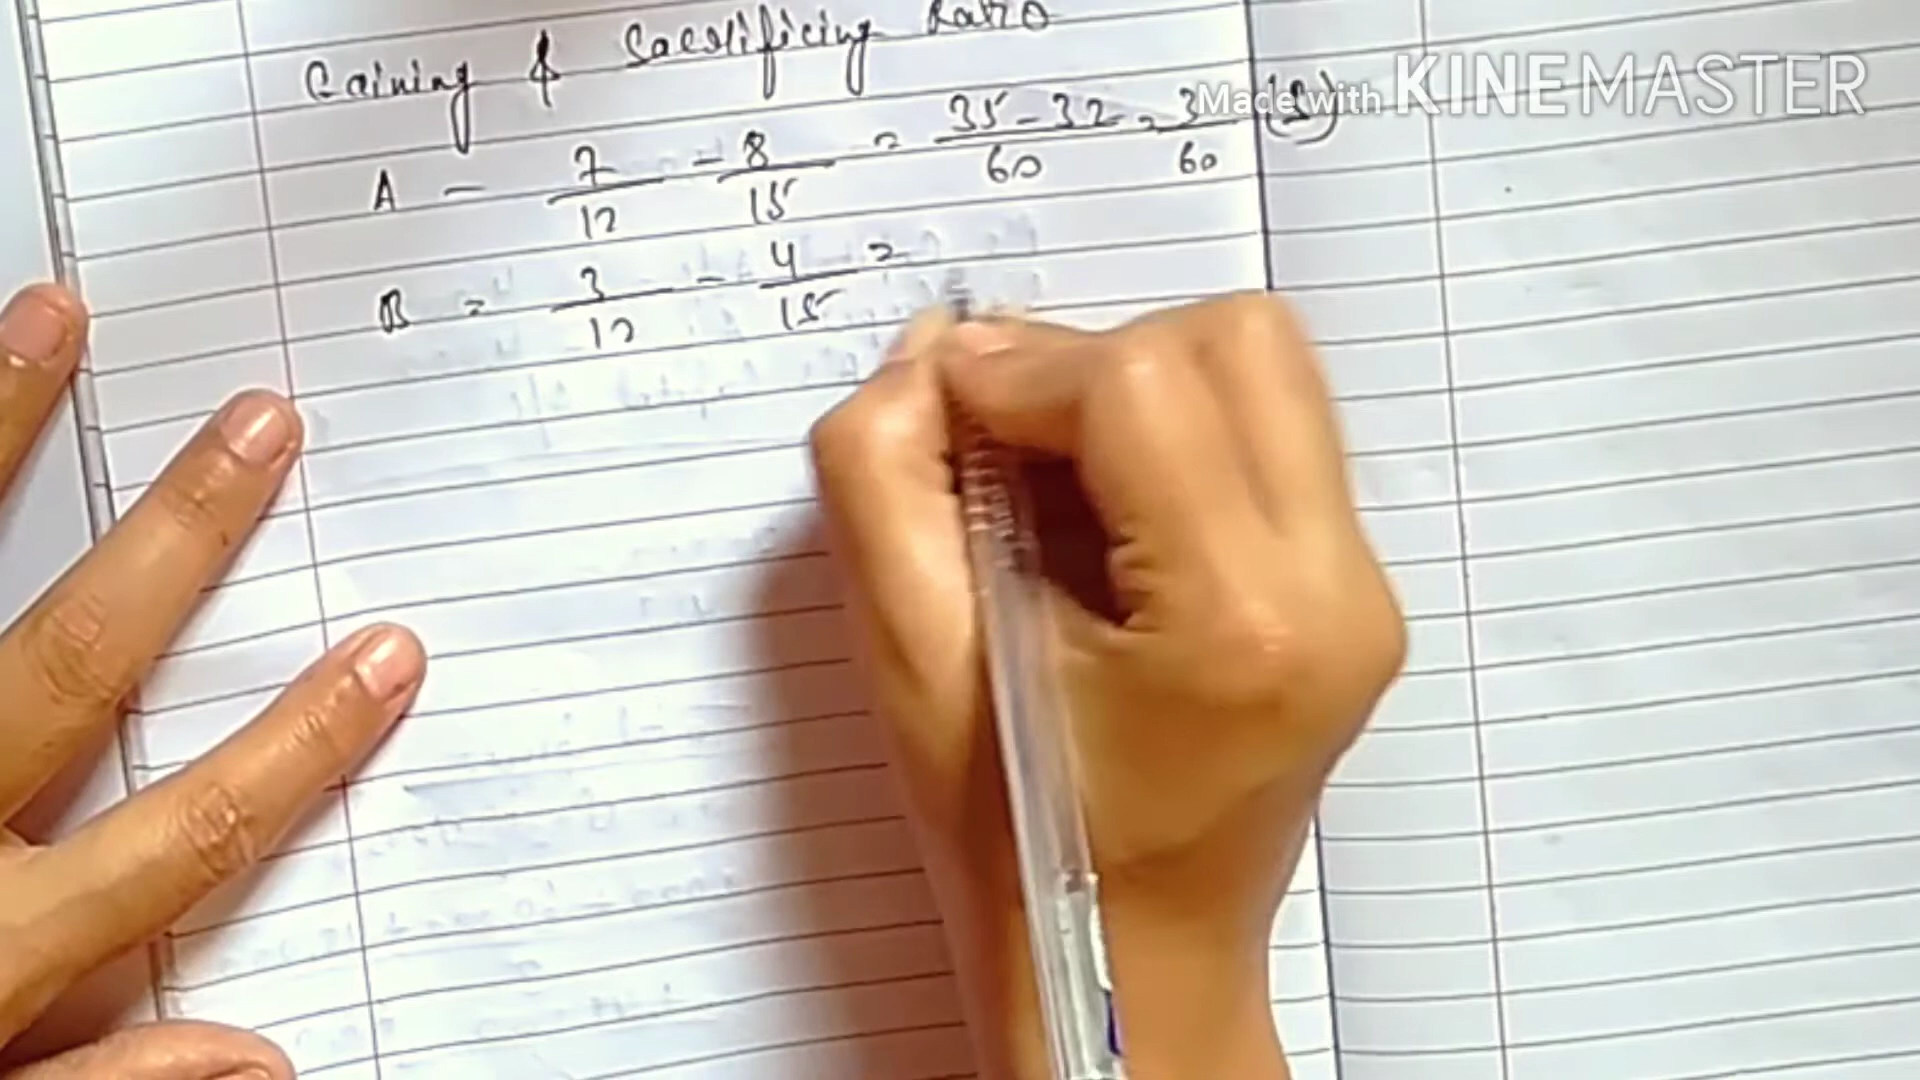 Gaining & Sacrificing Ratio
A - 7/12 - 8/15 = 35-32/60 = 3/60 (S)
B = 3/12 - 4/15 =
Made with KINEMASTER